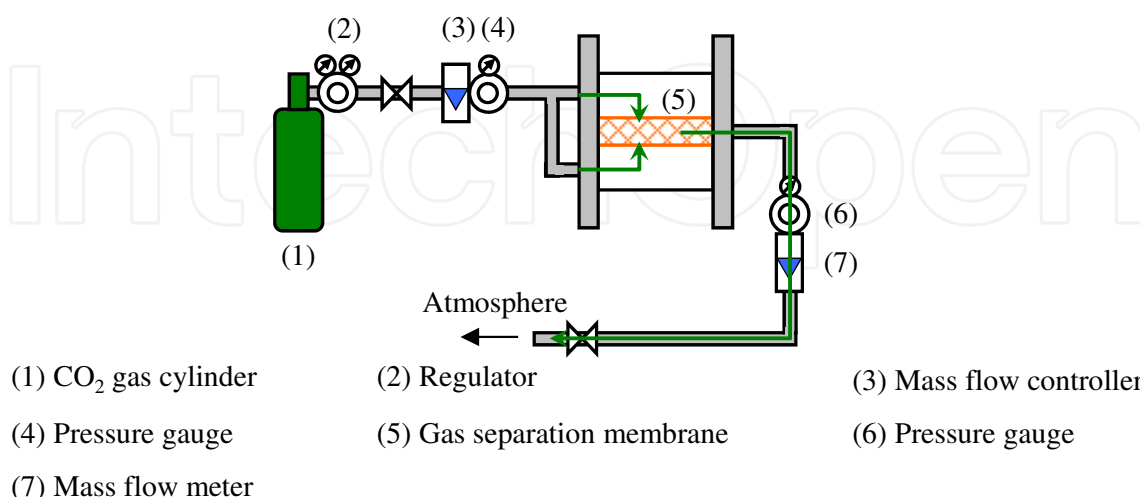 IntechOpen
(2) (3) (4)
(5)
(6)
(1)
(7)
Atmosphere
(1) CO₂ gas cylinder (2) Regulator (3) Mass flow controller
(4) Pressure gauge (5) Gas separation membrane (6) Pressure gauge
(7) Mass flow meter